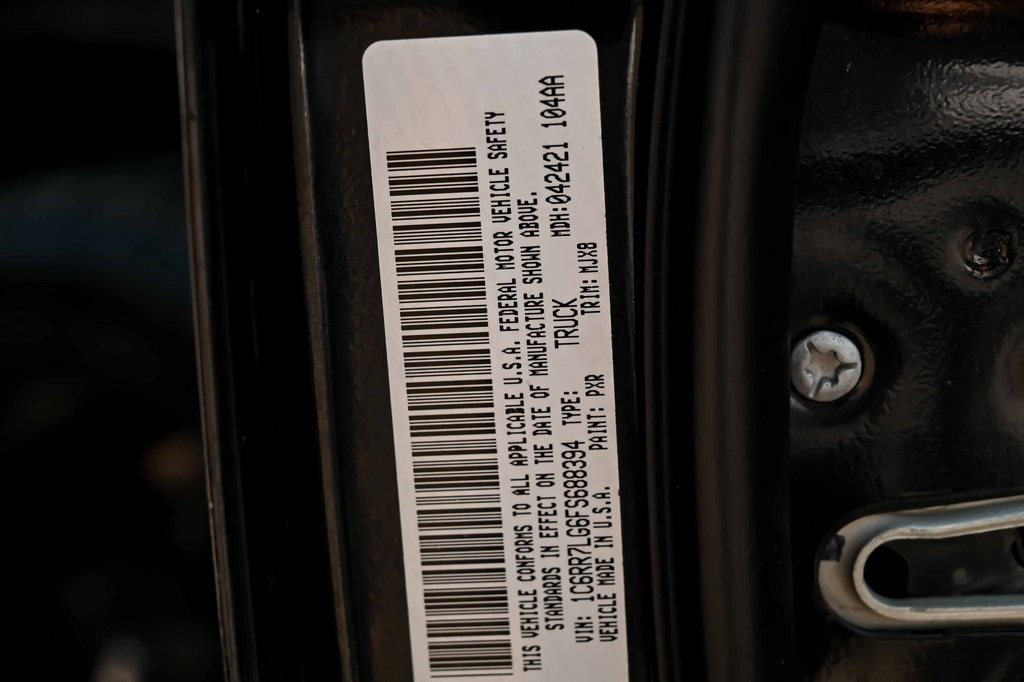 THIS VEHICLE CONFORMS TO ALL APPLICABLE U.S.A. FEDERAL MOTOR VEHICLE SAFETY
STANDARDS IN EFFECT ON THE DATE OF MANUFACTURE SHOWN ABOVE.
VIN: 1C6RR7LG6FS688394 TYPE: TRUCK MDH:042421 104AA
VEHICLE MADE IN U.S.A. PAINT: PXR TRIM: MJX8